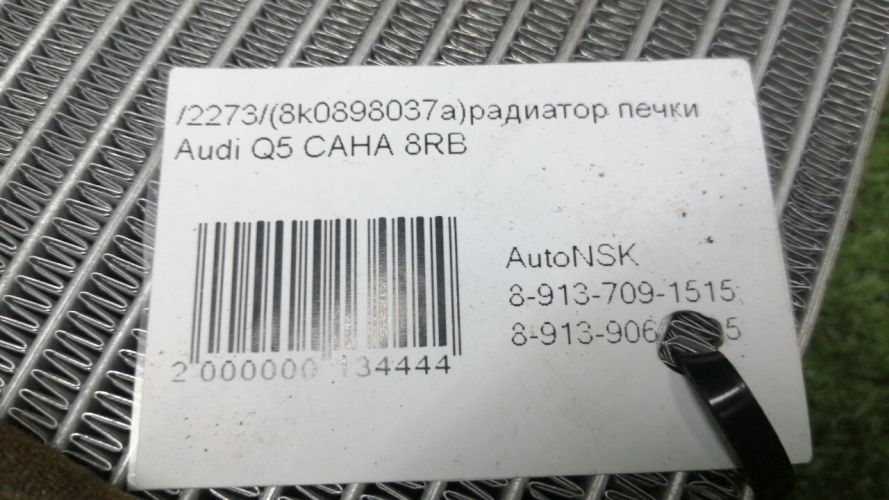 /2273/(8k0898037a)радиатор печки
Audi Q5 CAHA 8RB
AutoNSK
8-913-709-1515;
2 000000 134444